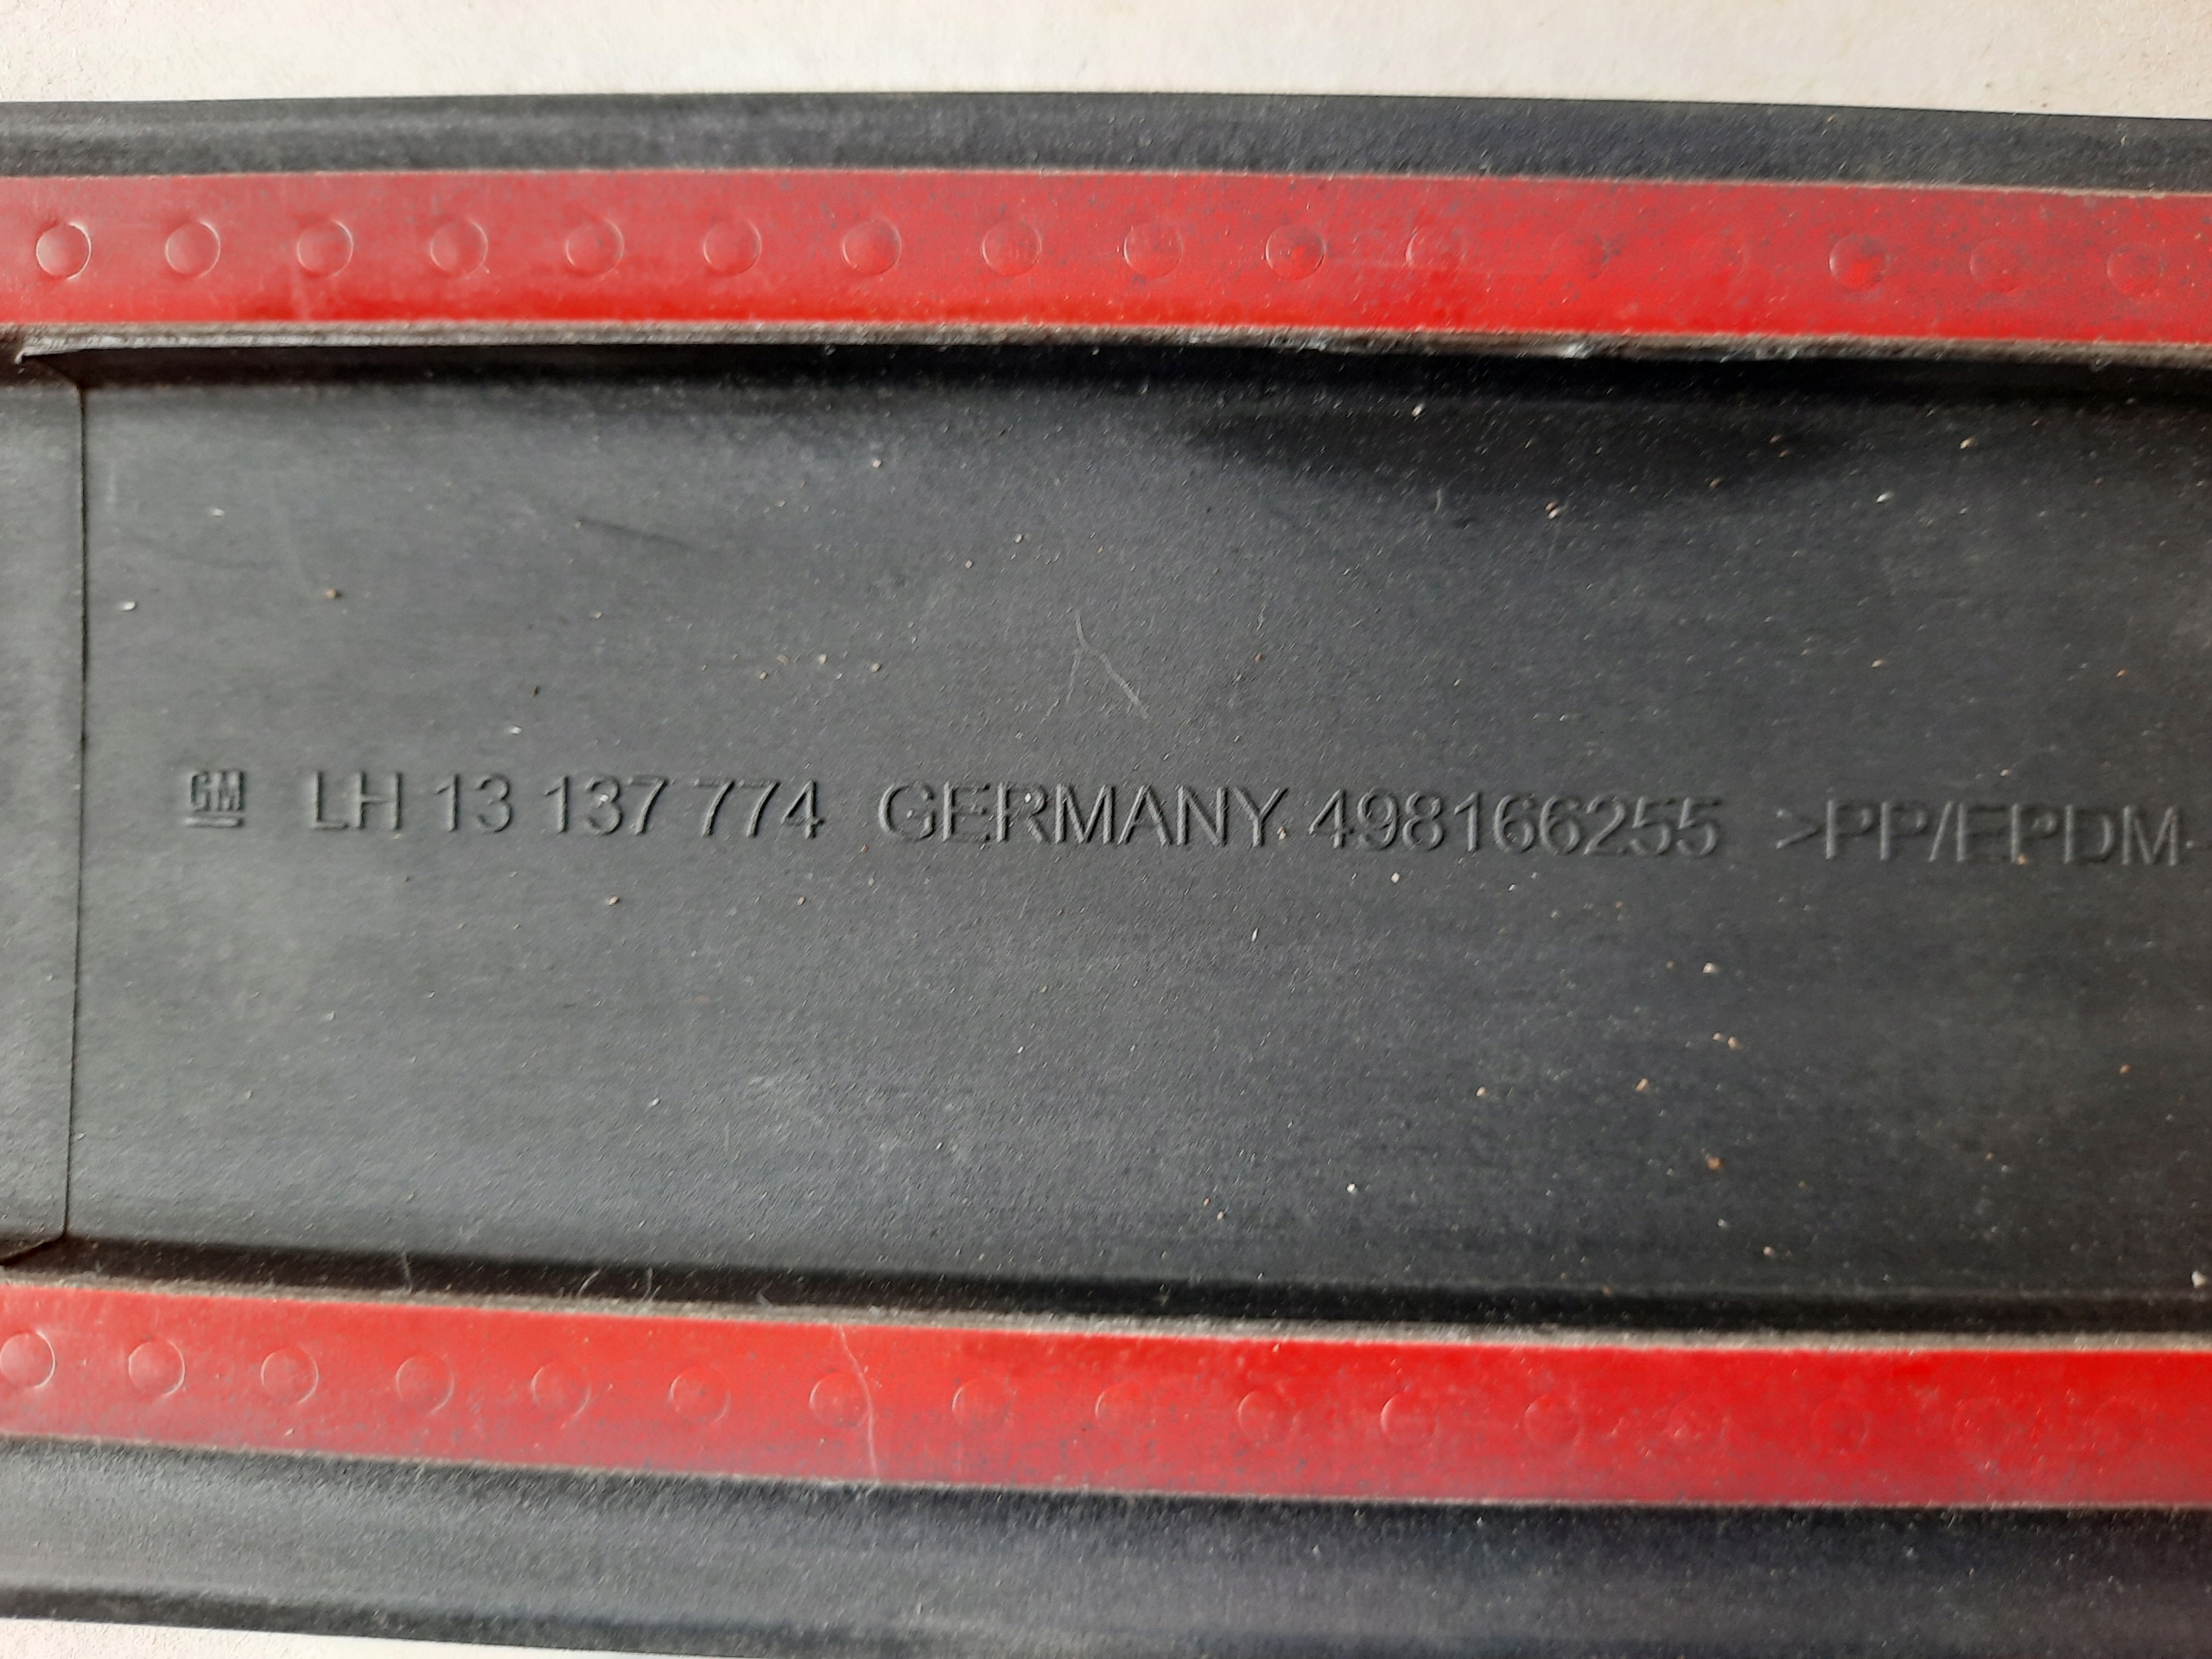 GM LH 13 137 774 GERMANY 498166255 >PP/EPDM-